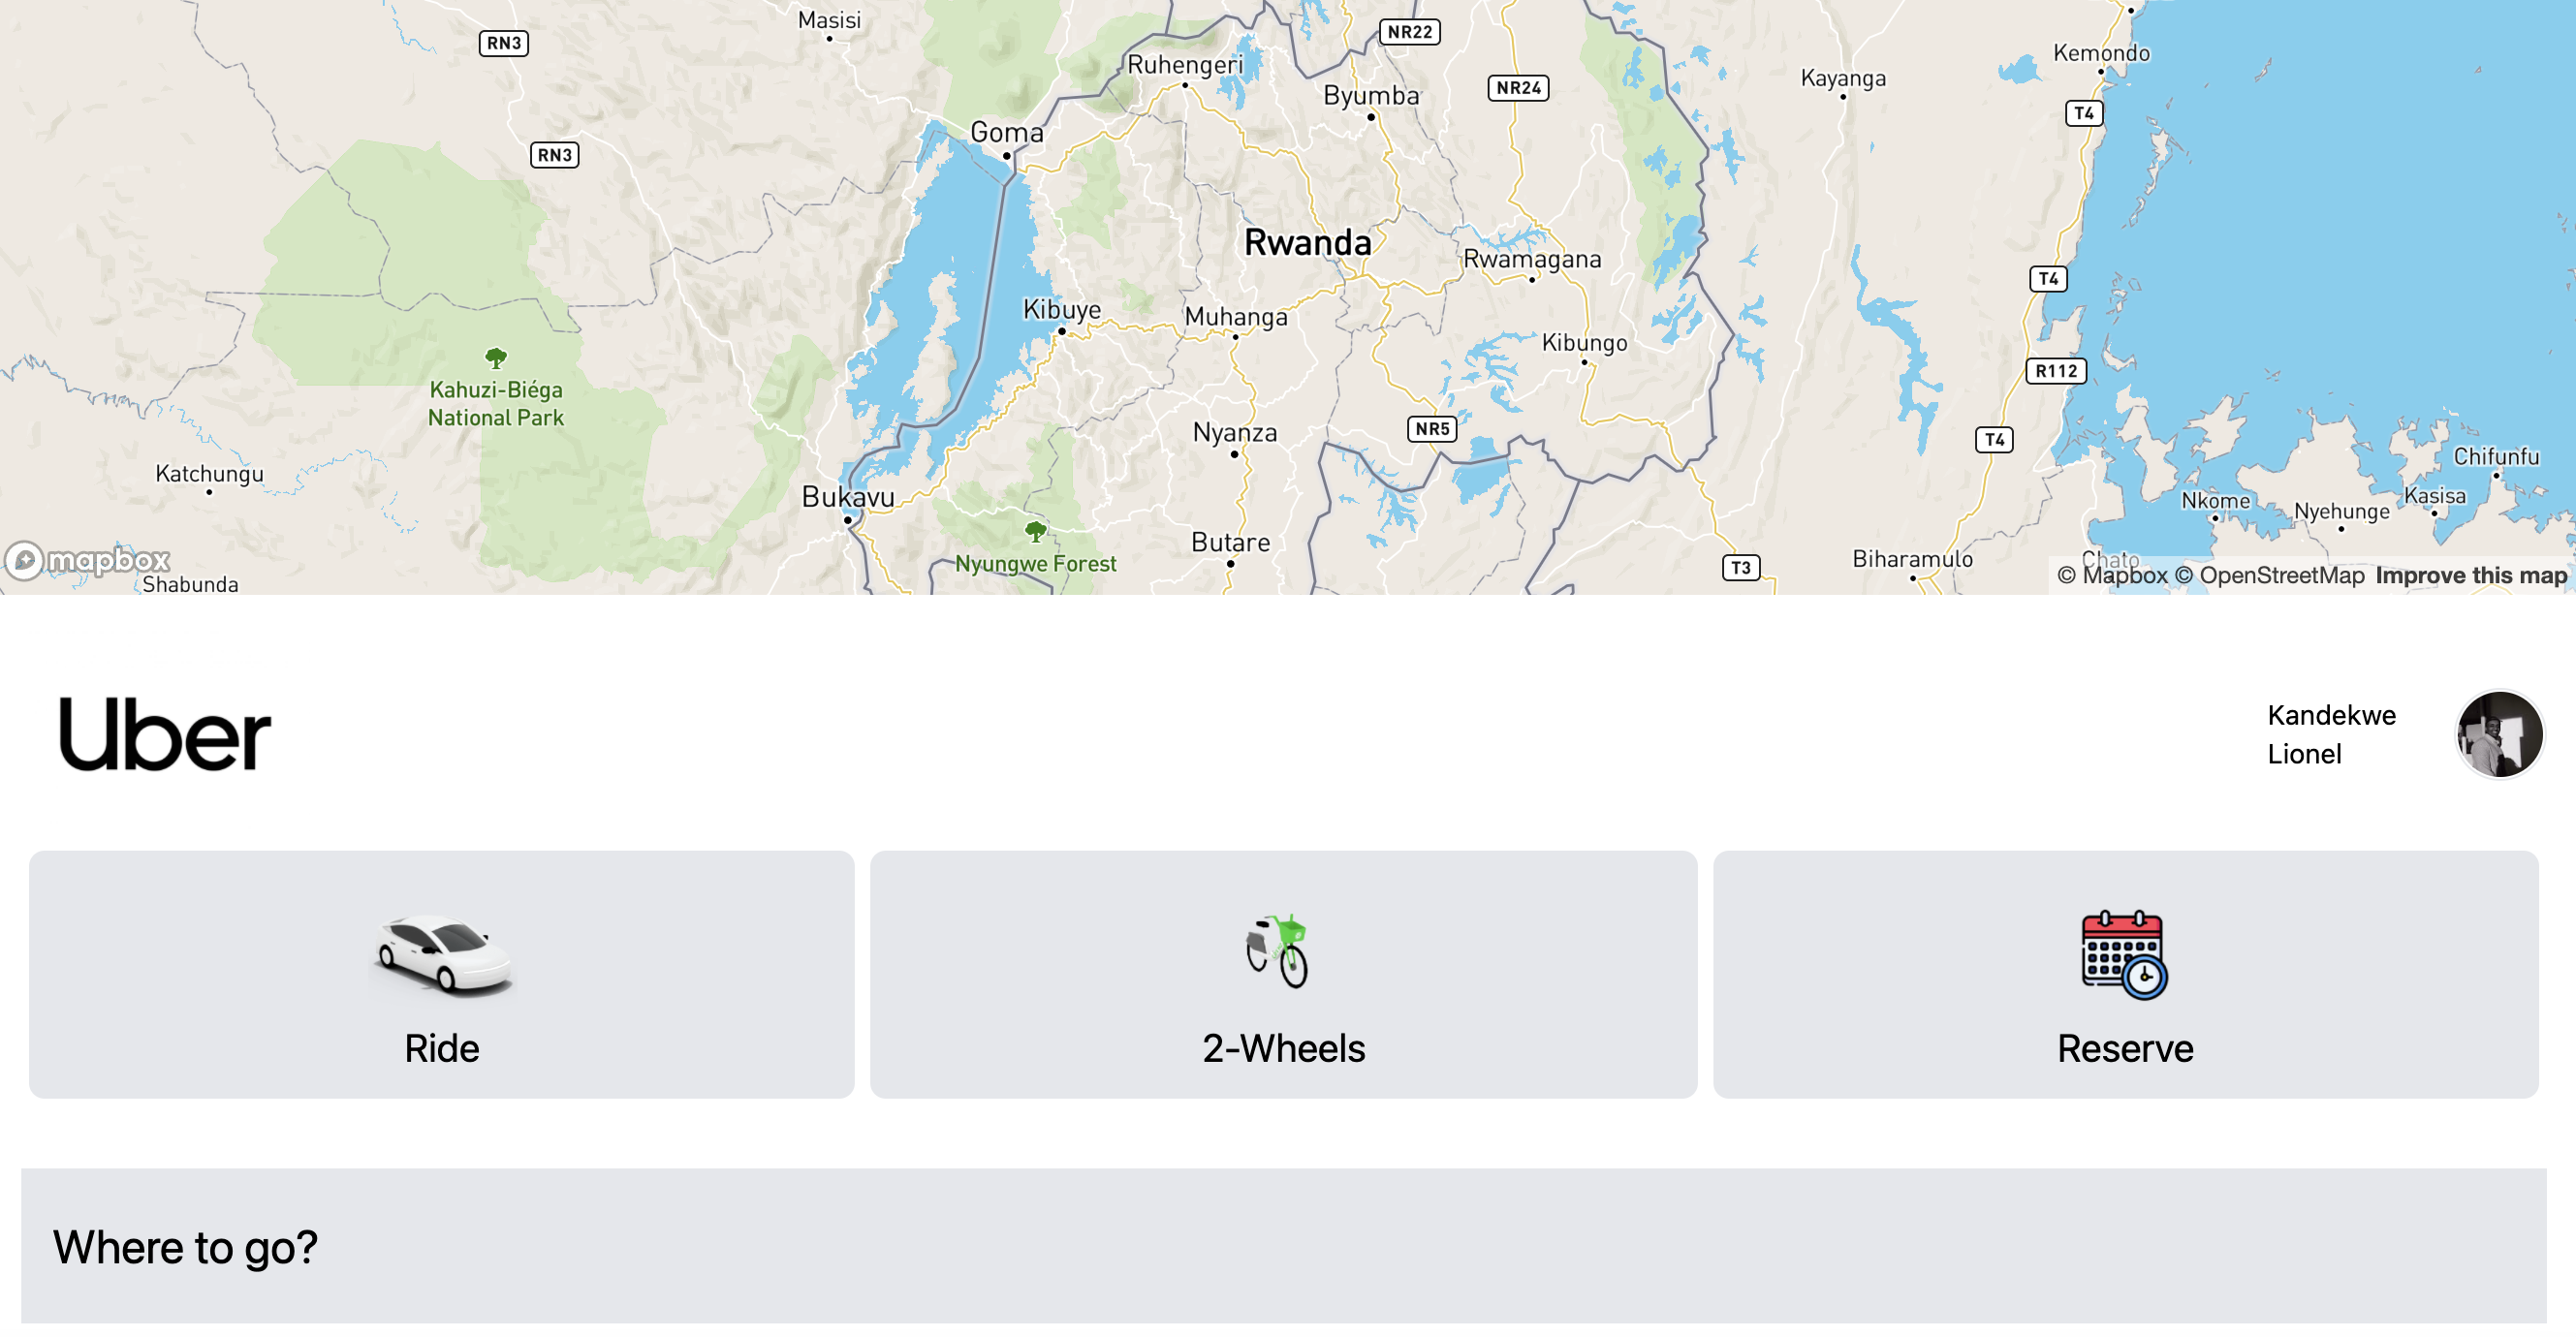 Masisi
RN3
NR22
Kemondo
Ruhengeri
Kayanga
NR24
Byumba
T4
Goma
RN3
Rwanda
Rwamagana
T4
Kibuye
Muhanga
Kibungo
R112
Kahuzi-Biéga
National Park
NR5
Nyanza
T4
Chifunfu
Katchungu
Bukavu
Kasisa
Nkome
Nyehunge
Butare
Nyungwe Forest
Biharamulo
Chato
mapbox
T3
© Mapbox © OpenStreetMap Improve this map
Shabunda
Uber
Kandekwe
Lionel
Ride
2-Wheels
Reserve
Where to go?